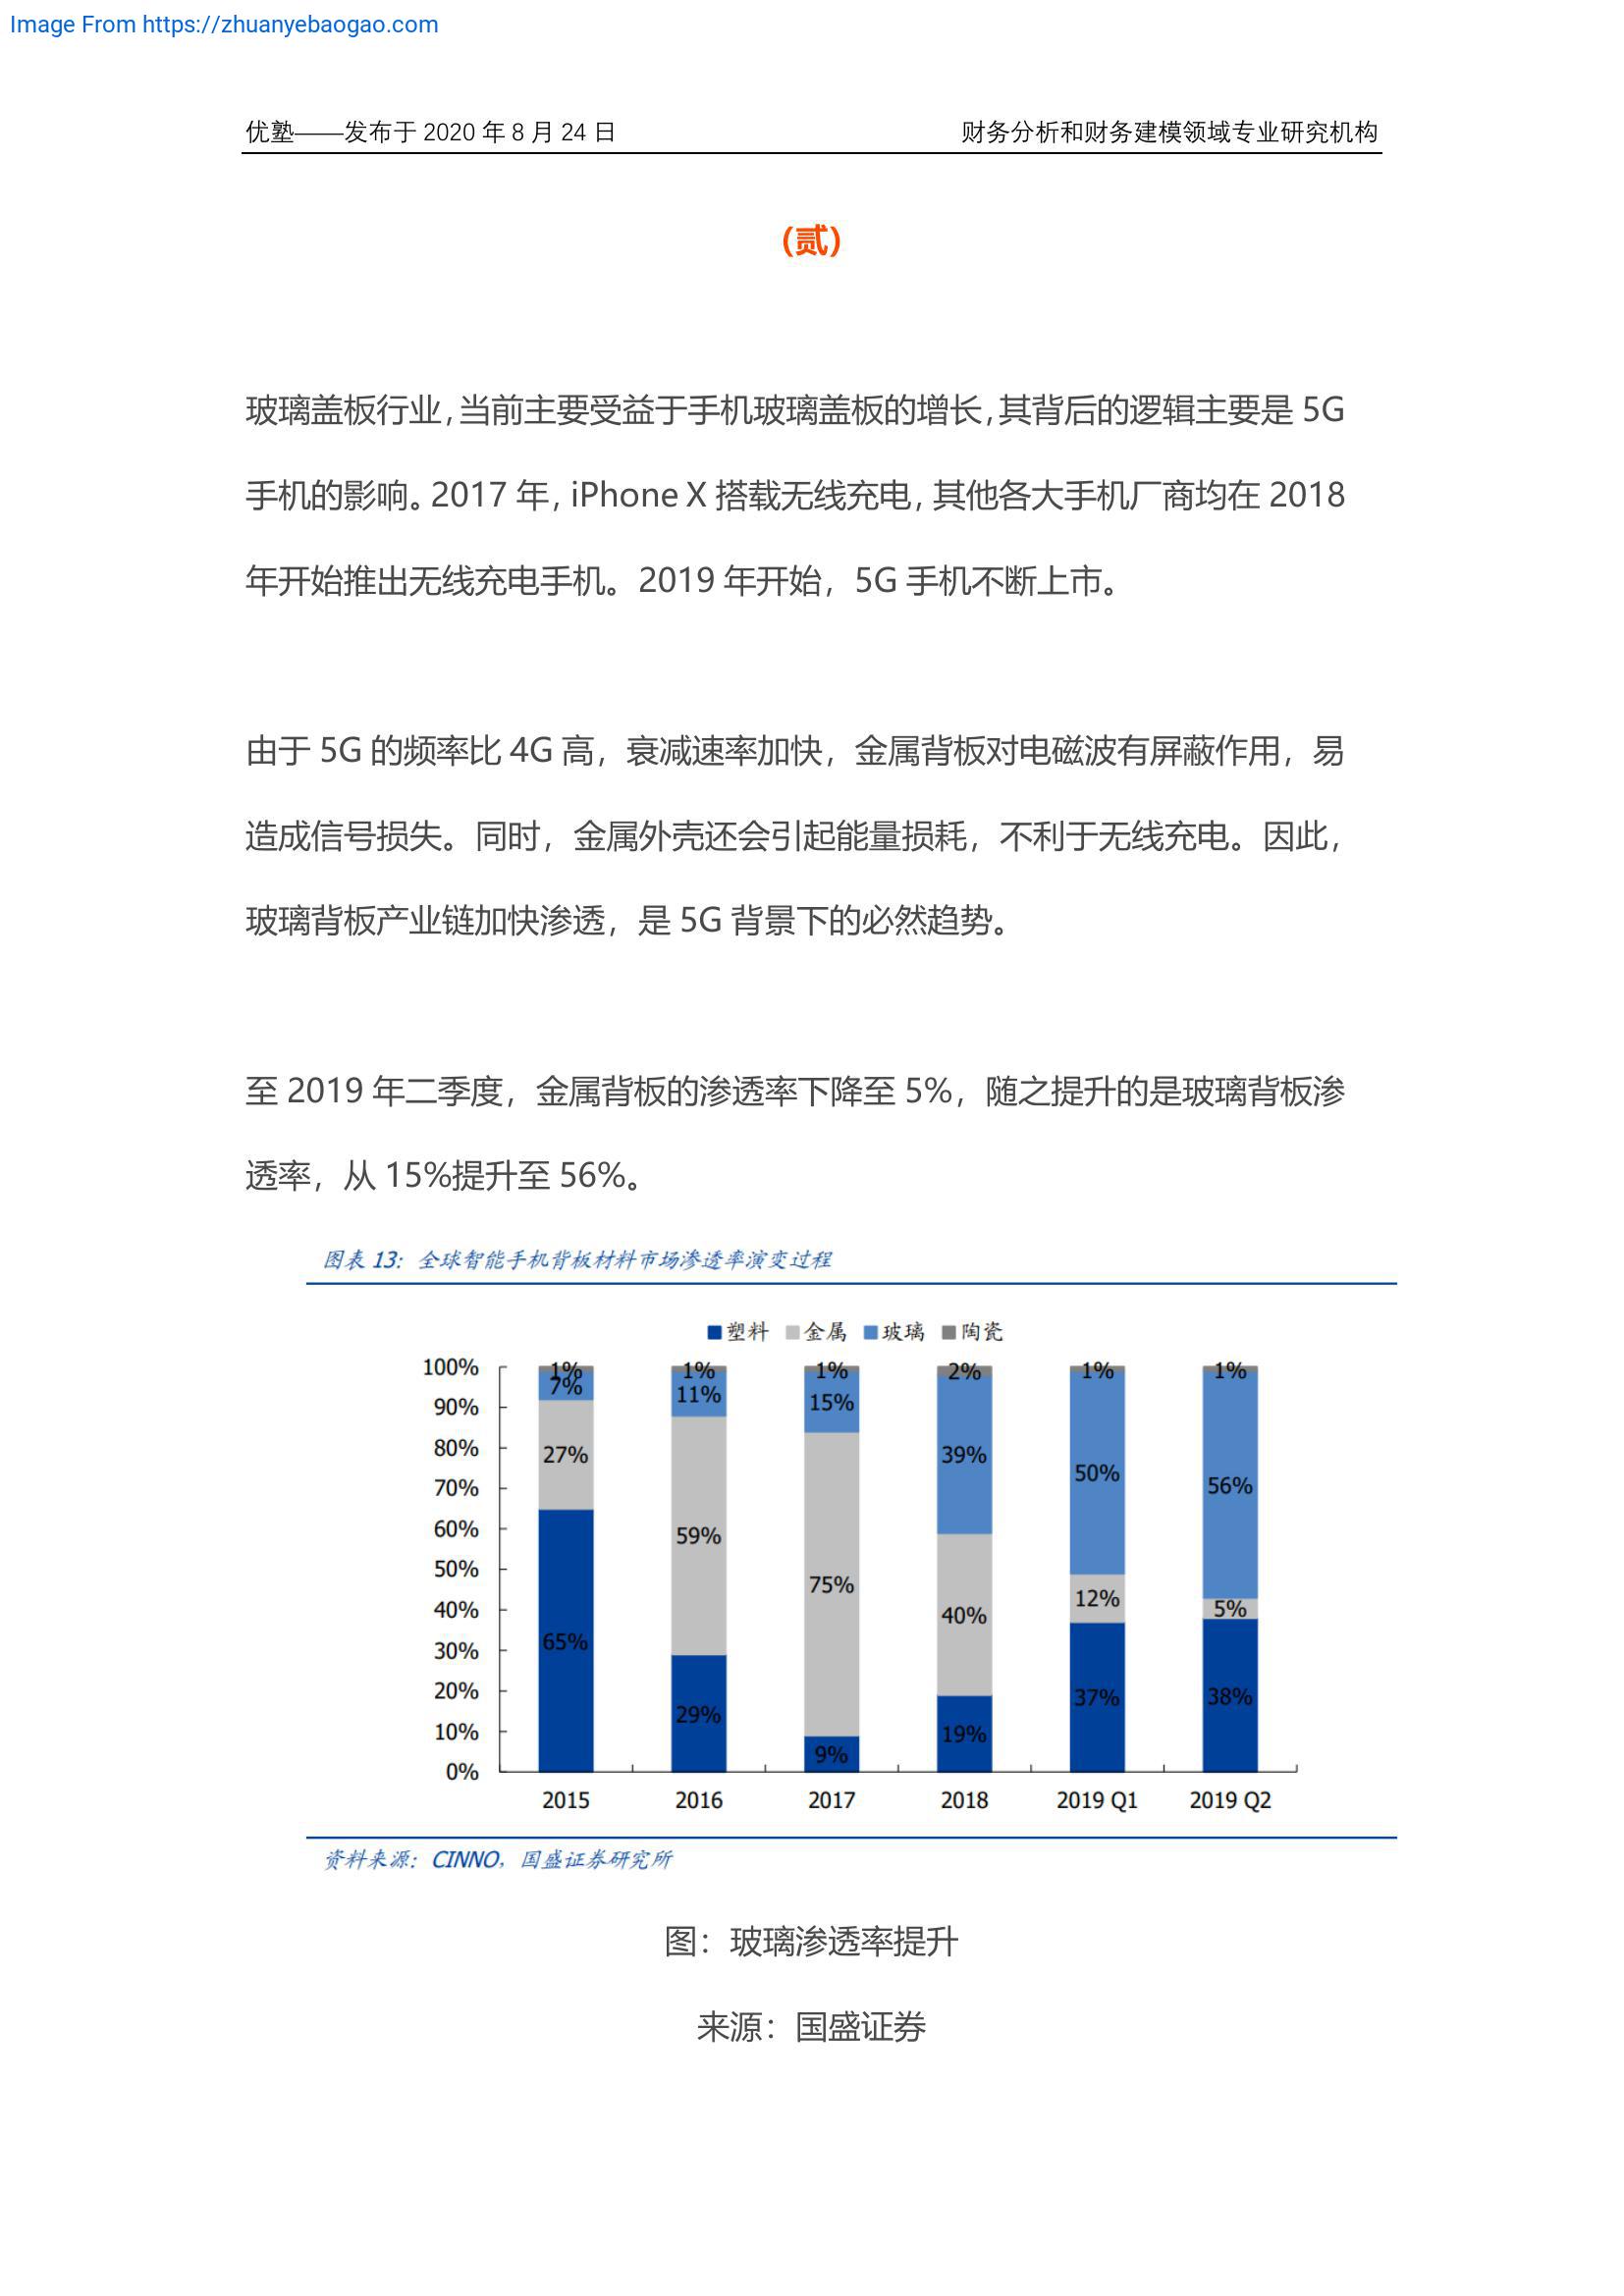 Image From https://zhuanyebaogao.com
优塾——发布于 2020 年 8 月 24 日 财务分析和财务建模领域专业研究机构
(贰)
玻璃盖板行业，当前主要受益于手机玻璃盖板的增长，其背后的逻辑主要是 5G
手机的影响。2017 年，iPhone X 搭载无线充电，其他各大手机厂商均在 2018
年开始推出无线充电手机。2019 年开始，5G 手机不断上市。
由于 5G 的频率比 4G 高，衰减速率加快，金属背板对电磁波有屏蔽作用，易
造成信号损失。同时，金属外壳还会引起能量损耗，不利于无线充电。因此，
玻璃背板产业链加快渗透，是 5G 背景下的必然趋势。
至 2019 年二季度，金属背板的渗透率下降至 5%，随之提升的是玻璃背板渗
透率，从 15%提升至 56%。
图表 13：全球智能手机背板材料市场渗透率演变过程
塑料 金属 玻璃 陶瓷
100% 1% 1% 1% 2% 1% 1%
7% 11% 15% 39% 50% 56%
90%
80% 27% 59% 75% 40% 12% 5%
70%
60%
50%
40%
30% 65% 29% 9% 19% 37% 38%
20%
10%
0%
2015 2016 2017 2018 2019 Q1 2019 Q2
资料来源：CINNO，国盛证券研究所
图：玻璃渗透率提升
来源：国盛证券